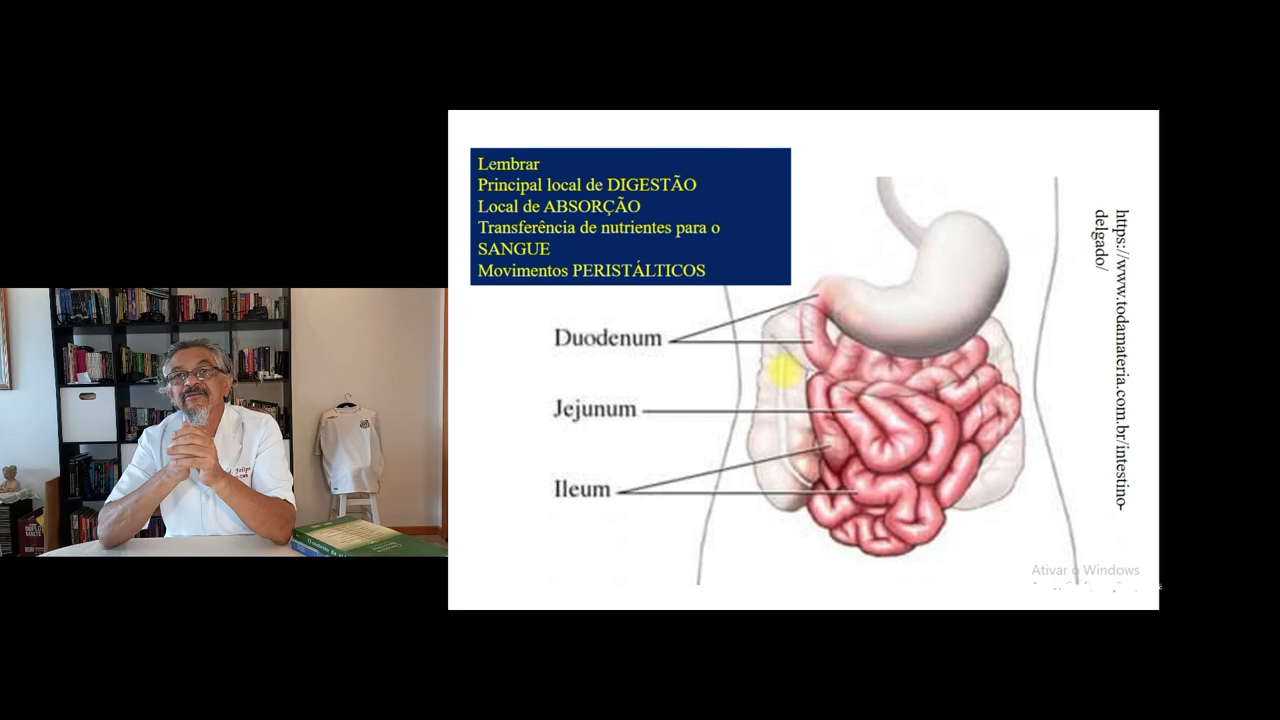 Lembrar
Principal local de DIGESTÃO
Local de ABSORÇÃO
Transferência de nutrientes para o
SANGUE
Movimentos PERISTÁLTICOS
Duodenum
Jejunum
Ileum
https://www.todamateria.com.br/intestino-
delgado/
Ativar o Windows